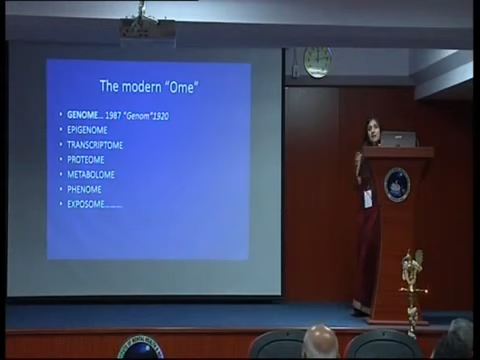 The modern "Ome"
• GENOME... 1987 "Genom"1920
• EPIGENOME
• TRANSCRIPTOME
• PROTEOME
• METABOLOME
• PHENOME
• EXPOSOME.........